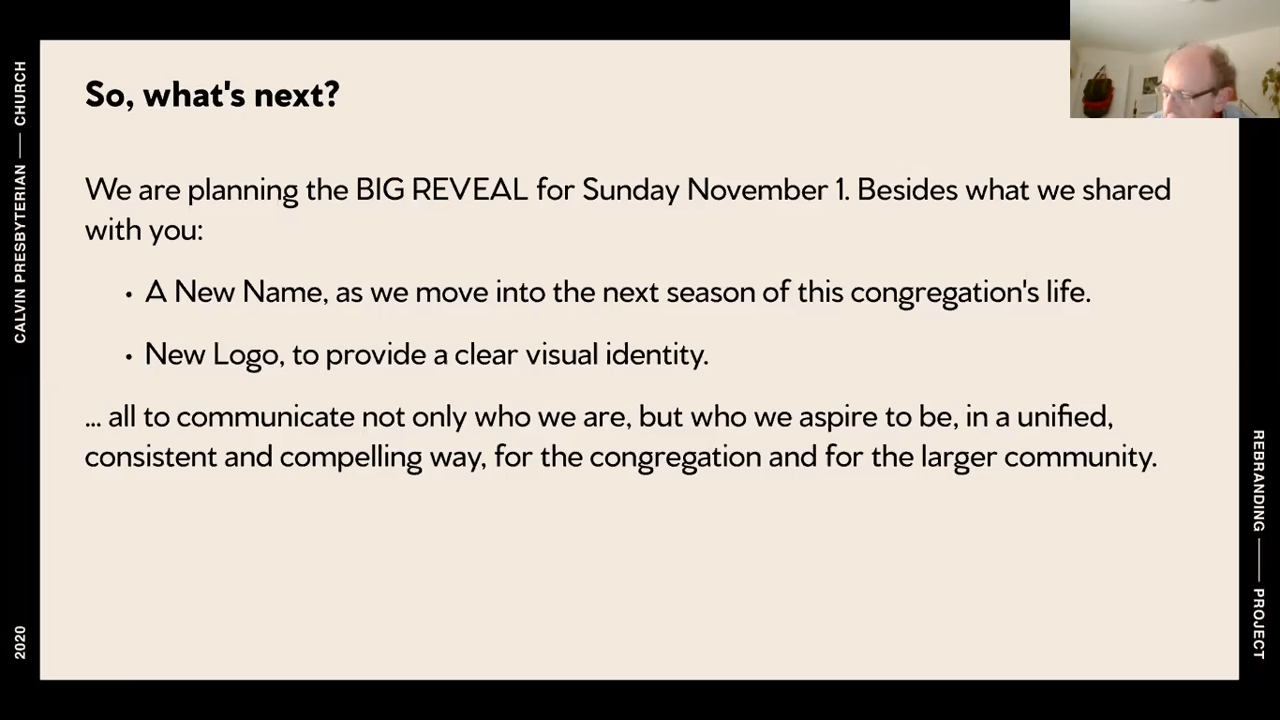 So, what's next?
We are planning the BIG REVEAL for Sunday November 1. Besides what we shared
with you:
• A New Name, as we move into the next season of this congregation's life.
• New Logo, to provide a clear visual identity.
... all to communicate not only who we are, but who we aspire to be, in a unified,
consistent and compelling way, for the congregation and for the larger community.
CALVIN PRESBYTERIAN — CHURCH
2020
REBRANDING — PROJECT